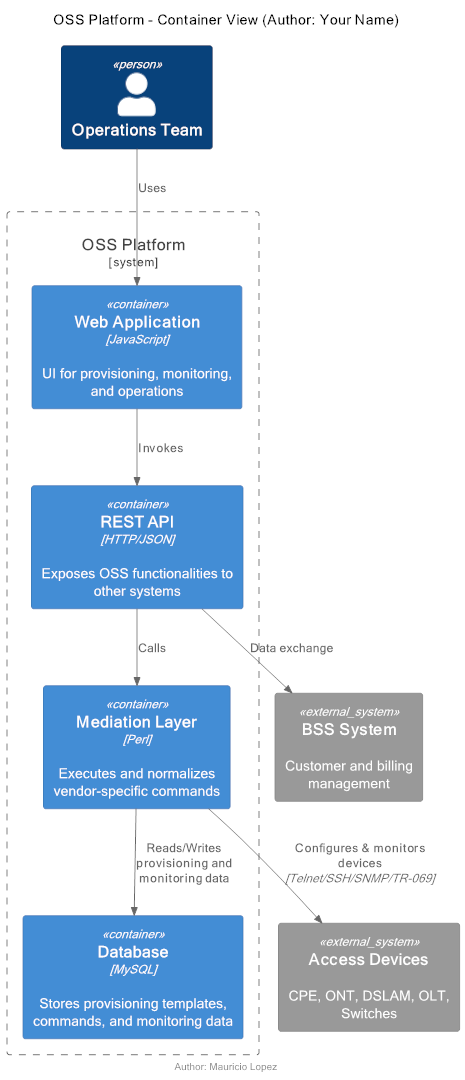 OSS Platform - Container View (Author: Your Name)
«person»
Operations Team
Uses
OSS Platform
[system]
«container»
Web Application
[JavaScript]
UI for provisioning, monitoring,
and operations
Invokes
«container»
REST API
[HTTP/JSON]
Exposes OSS functionalities to
other systems
Calls
Data exchange
«container»
Mediation Layer
[Perl]
Executes and normalizes
vendor-specific commands
«external_system»
BSS System
Customer and billing
management
Reads/Writes
provisioning and
monitoring data
Configures & monitors
devices
[Telnet/SSH/SNMP/TR-069]
«container»
Database
[MySQL]
Stores provisioning templates,
commands, and monitoring data
«external_system»
Access Devices
CPE, ONT, DSLAM, OLT,
Switches
Author: Mauricio Lopez